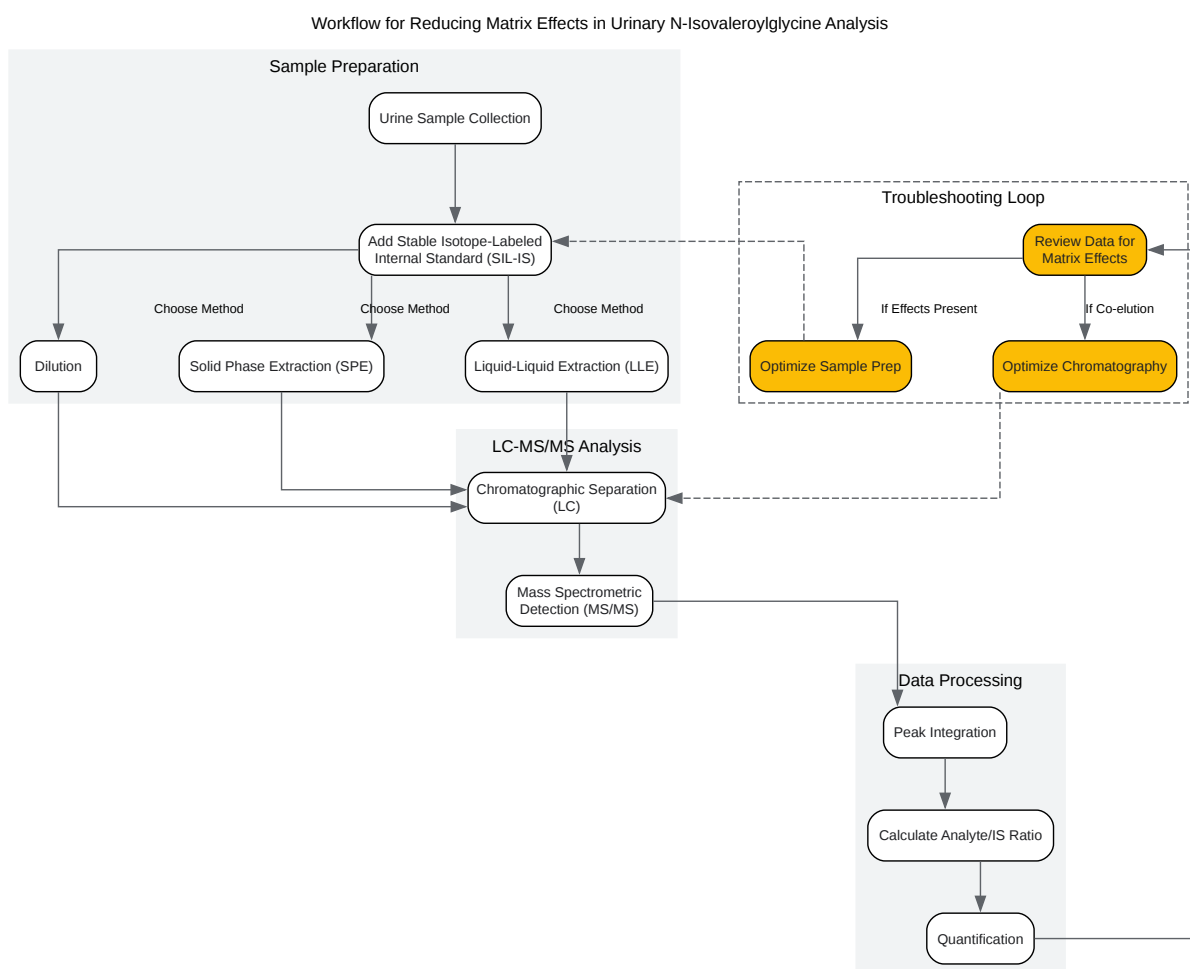 Workflow for Reducing Matrix Effects in Urinary N-Isovaleroylglycine Analysis
Sample Preparation
Urine Sample Collection
Add Stable Isotope-Labeled
Internal Standard (SIL-IS)
Choose Method
Choose Method
Choose Method
Dilution
Solid Phase Extraction (SPE)
Liquid-Liquid Extraction (LLE)
Troubleshooting Loop
Review Data for
Matrix Effects
If Effects Present
If Co-elution
Optimize Sample Prep
Optimize Chromatography
LC-MS/MS Analysis
Chromatographic Separation
(LC)
Mass Spectrometric
Detection (MS/MS)
Data Processing
Peak Integration
Calculate Analyte/IS Ratio
Quantification